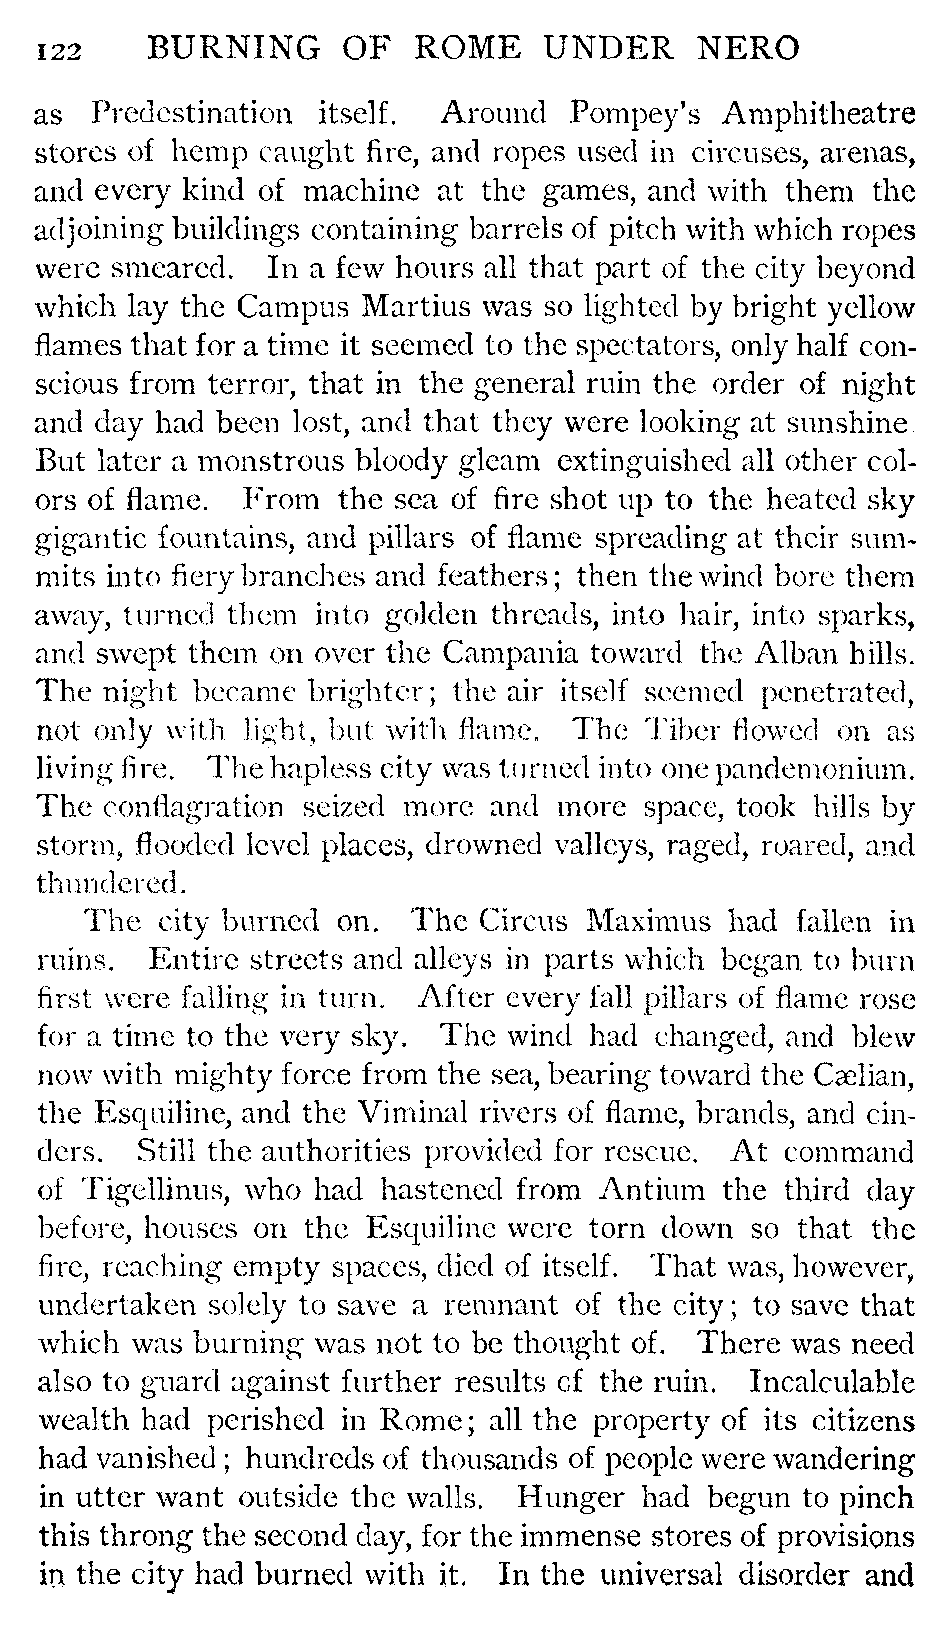 122 BURNING OF ROME UNDER NERO
as Predestination itself. Around Pompey's Amphitheatre
stores of hemp caught fire, and ropes used in circuses, arenas,
and every kind of machine at the games, and with them the
adjoining buildings containing barrels of pitch with which ropes
were smeared. In a few hours all that part of the city beyond
which lay the Campus Martius was so lighted by bright yellow
flames that for a time it seemed to the spectators, only half con-
scious from terror, that in the general ruin the order of night
and day had been lost, and that they were looking at sunshine.
But later a monstrous bloody gleam extinguished all other col-
ors of flame. From the sea of fire shot up to the heated sky
gigantic fountains, and pillars of flame spreading at their sum-
mits into fiery branches and feathers; then the wind bore them
away, turned them into golden threads, into hair, into sparks,
and swept them on over the Campania toward the Alban hills.
The night became brighter; the air itself seemed penetrated,
not only with light, but with flame. The Tiber flowed on as
living fire. The hapless city was turned into one pandemonium.
The conflagration seized more and more space, took hills by
storm, flooded level places, drowned valleys, raged, roared, and
thundered.
The city burned on. The Circus Maximus had fallen in
ruins. Entire streets and alleys in parts which began to burn
first were falling in turn. After every fall pillars of flame rose
for a time to the very sky. The wind had changed, and blew
now with mighty force from the sea, bearing toward the Cælian,
the Esquiline, and the Viminal rivers of flame, brands, and cin-
ders. Still the authorities provided for rescue. At command
of Tigellinus, who had hastened from Antium the third day
before, houses on the Esquiline were torn down so that the
fire, reaching empty spaces, died of itself. That was, however,
undertaken solely to save a remnant of the city; to save that
which was burning was not to be thought of. There was need
also to guard against further results of the ruin. Incalculable
wealth had perished in Rome; all the property of its citizens
had vanished; hundreds of thousands of people were wandering
in utter want outside the walls. Hunger had begun to pinch
this throng the second day, for the immense stores of provisions
in the city had burned with it. In the universal disorder and